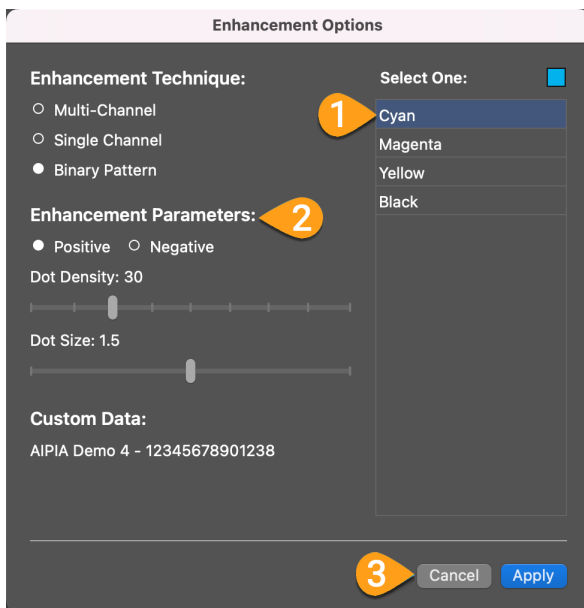 Enhancement Options
Enhancement Technique:
Multi-Channel
Single Channel
Binary Pattern
Enhancement Parameters:
2
Positive
Negative
Dot Density: 30
Dot Size: 1.5
Custom Data:
AIPIA Demo 4 - 12345678901238
Select One:
1
Cyan
Magenta
Yellow
Black
3
Cancel
Apply